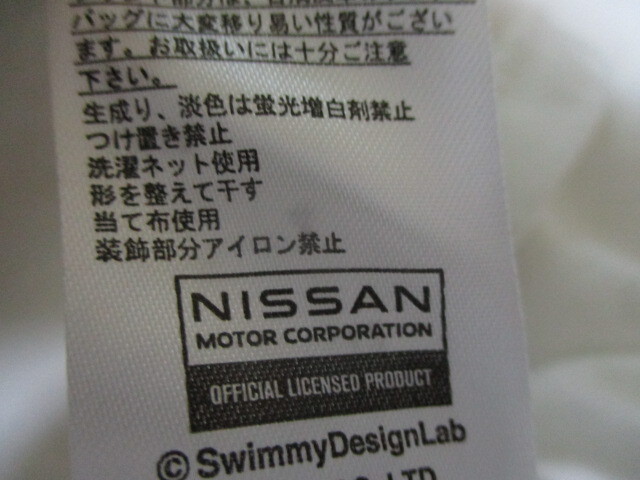 バッグに大変移り易い性質がござい
ます。お取扱いには十分ご注意
下さい。
生成り、淡色は蛍光増白剤禁止
つけ置き禁止
洗濯ネット使用
形を整えて干す
当て布使用
装飾部分アイロン禁止
NISSAN
MOTOR CORPORATION
OFFICIAL LICENSED PRODUCT
© SwimmyDesignLab
LTD